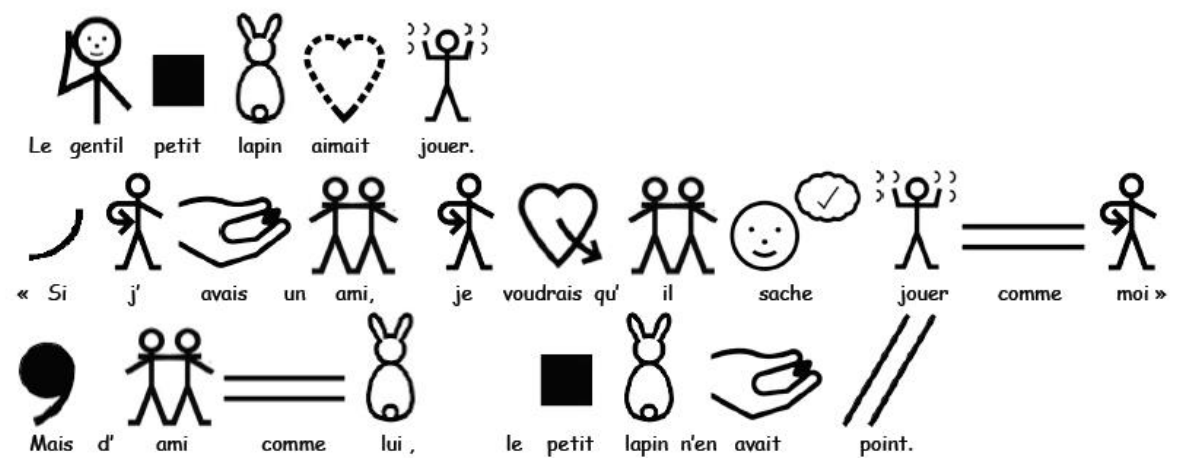 Le gentil petit lapin aimait jouer.
« Si j' avais un ami, je voudrais qu' il sache jouer comme moi »
Mais d' ami comme lui , le petit lapin n'en avait point.